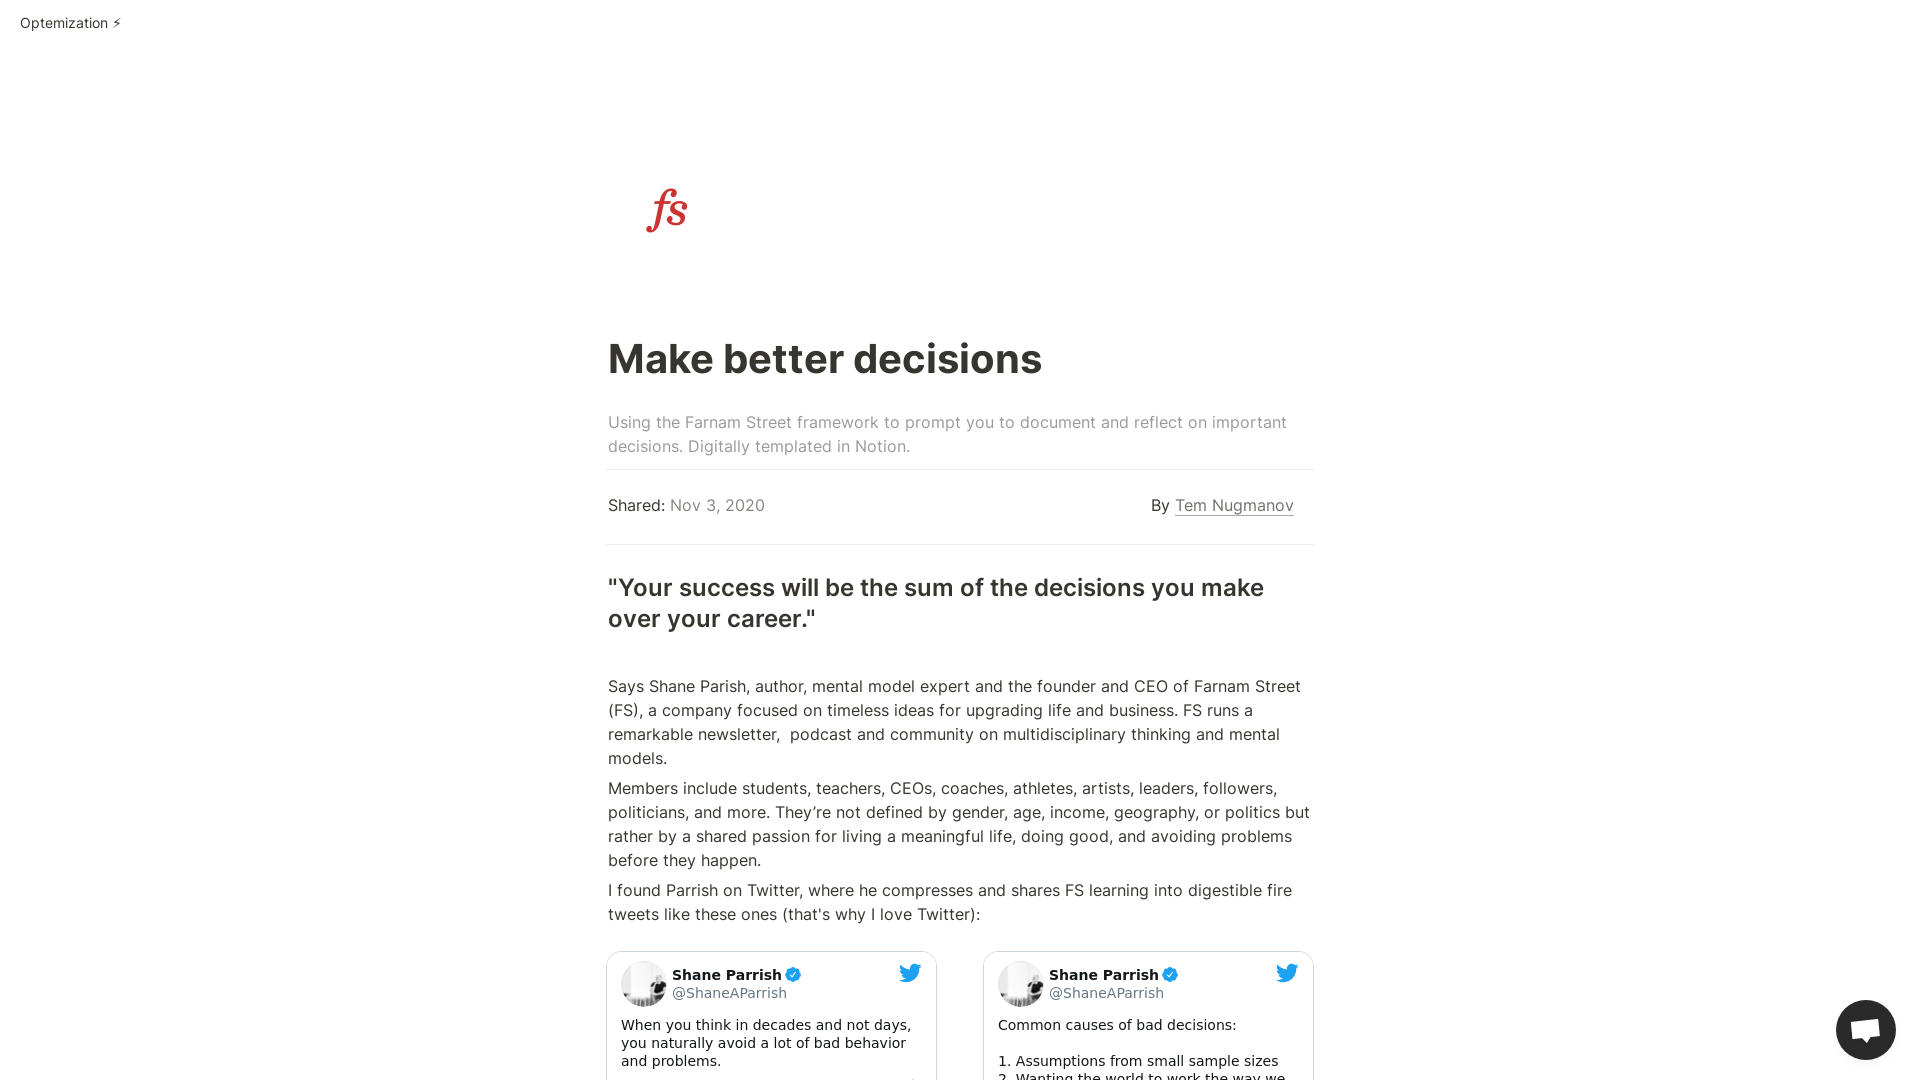 Optemization ⚡
fs
Make better decisions
Using the Farnam Street framework to prompt you to document and reflect on important
decisions. Digitally templated in Notion.
Shared: Nov 3, 2020
By Tem Nugmanov
"Your success will be the sum of the decisions you make
over your career."
Says Shane Parish, author, mental model expert and the founder and CEO of Farnam Street
(FS), a company focused on timeless ideas for upgrading life and business. FS runs a
remarkable newsletter,  podcast and community on multidisciplinary thinking and mental
models.
Members include students, teachers, CEOs, coaches, athletes, artists, leaders, followers,
politicians, and more. They’re not defined by gender, age, income, geography, or politics but
rather by a shared passion for living a meaningful life, doing good, and avoiding problems
before they happen.
I found Parrish on Twitter, where he compresses and shares FS learning into digestible fire
tweets like these ones (that's why I love Twitter):
Shane Parrish
@ShaneAParrish
When you think in decades and not days,
you naturally avoid a lot of bad behavior
and problems.
Shane Parrish
@ShaneAParrish
Common causes of bad decisions:
1. Assumptions from small sample sizes
2. Wanting the world to work the way we